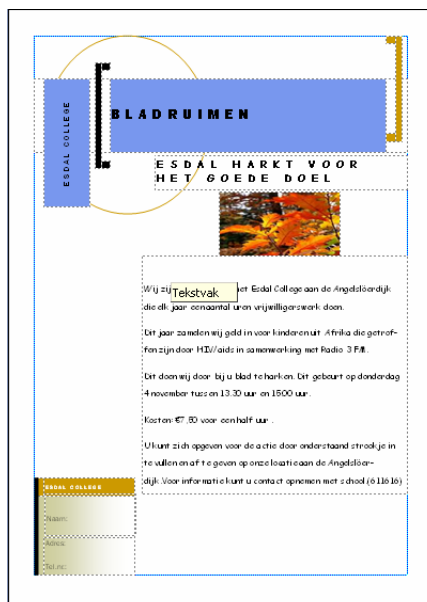 ESDAL COLLEGE
BLADRUIMEN
ESDAL HARKT VOOR
HET GOEDE DOEL
Wij zij Tekstvak et Esdal College aan de Angelslöerdijk
die elk jaar een aantal uren vrijwilligerswerk doen.
Dit jaar zamelen wij geld in voor kinderen uit Afrika die getrof-
fen zijn door HIV/aids in samenwerking met Radio 3 FM.
Dit doen wij door bij u blad te harken. Dit gebeurt op donderdag
4 november tussen 13.30 uur en 15.00 uur.
Kosten: €7,50 voor een half uur .
U kunt zich opgeven voor de actie door onderstaand strookje in
te vullen en af te geven op onze locatie aan de Angelslöer-
dijk .Voor informatie kunt u contact opnemen met school.(611616)
ESDAL COLLEGE
Naam:
Adres:
Tel.nr.: